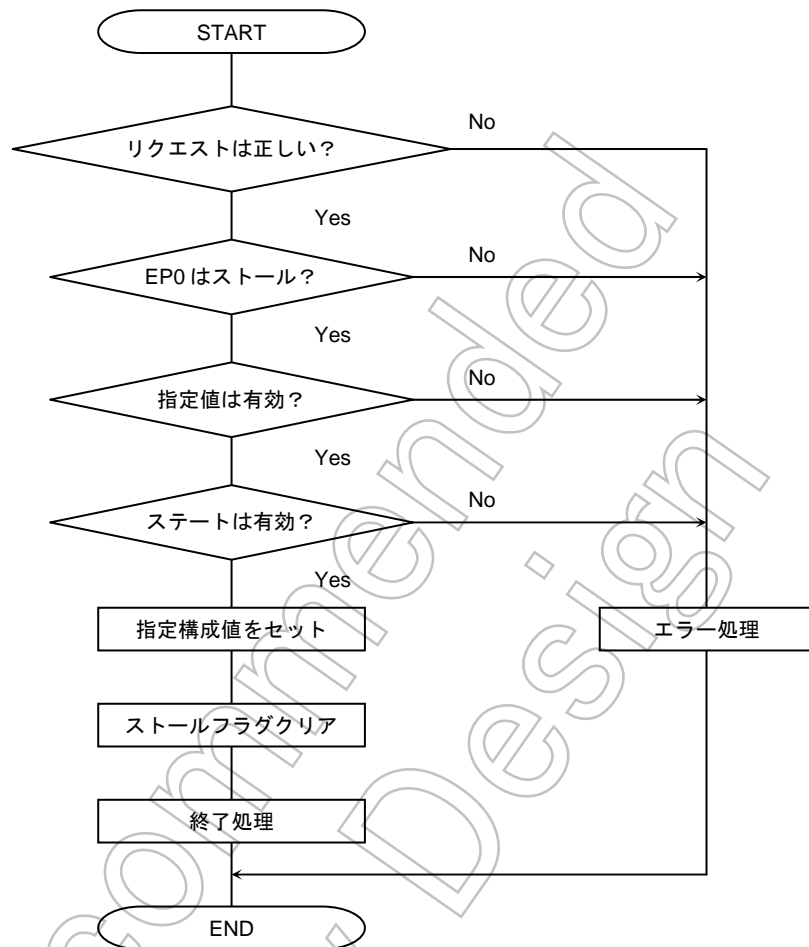 START
リクエストは正しい？
No
Yes
EP0 はストール？
No
Yes
指定値は有効？
No
Yes
ステートは有効？
No
Yes
指定構成値をセット
エラー処理
ストールフラグクリア
終了処理
END
ommended
Design